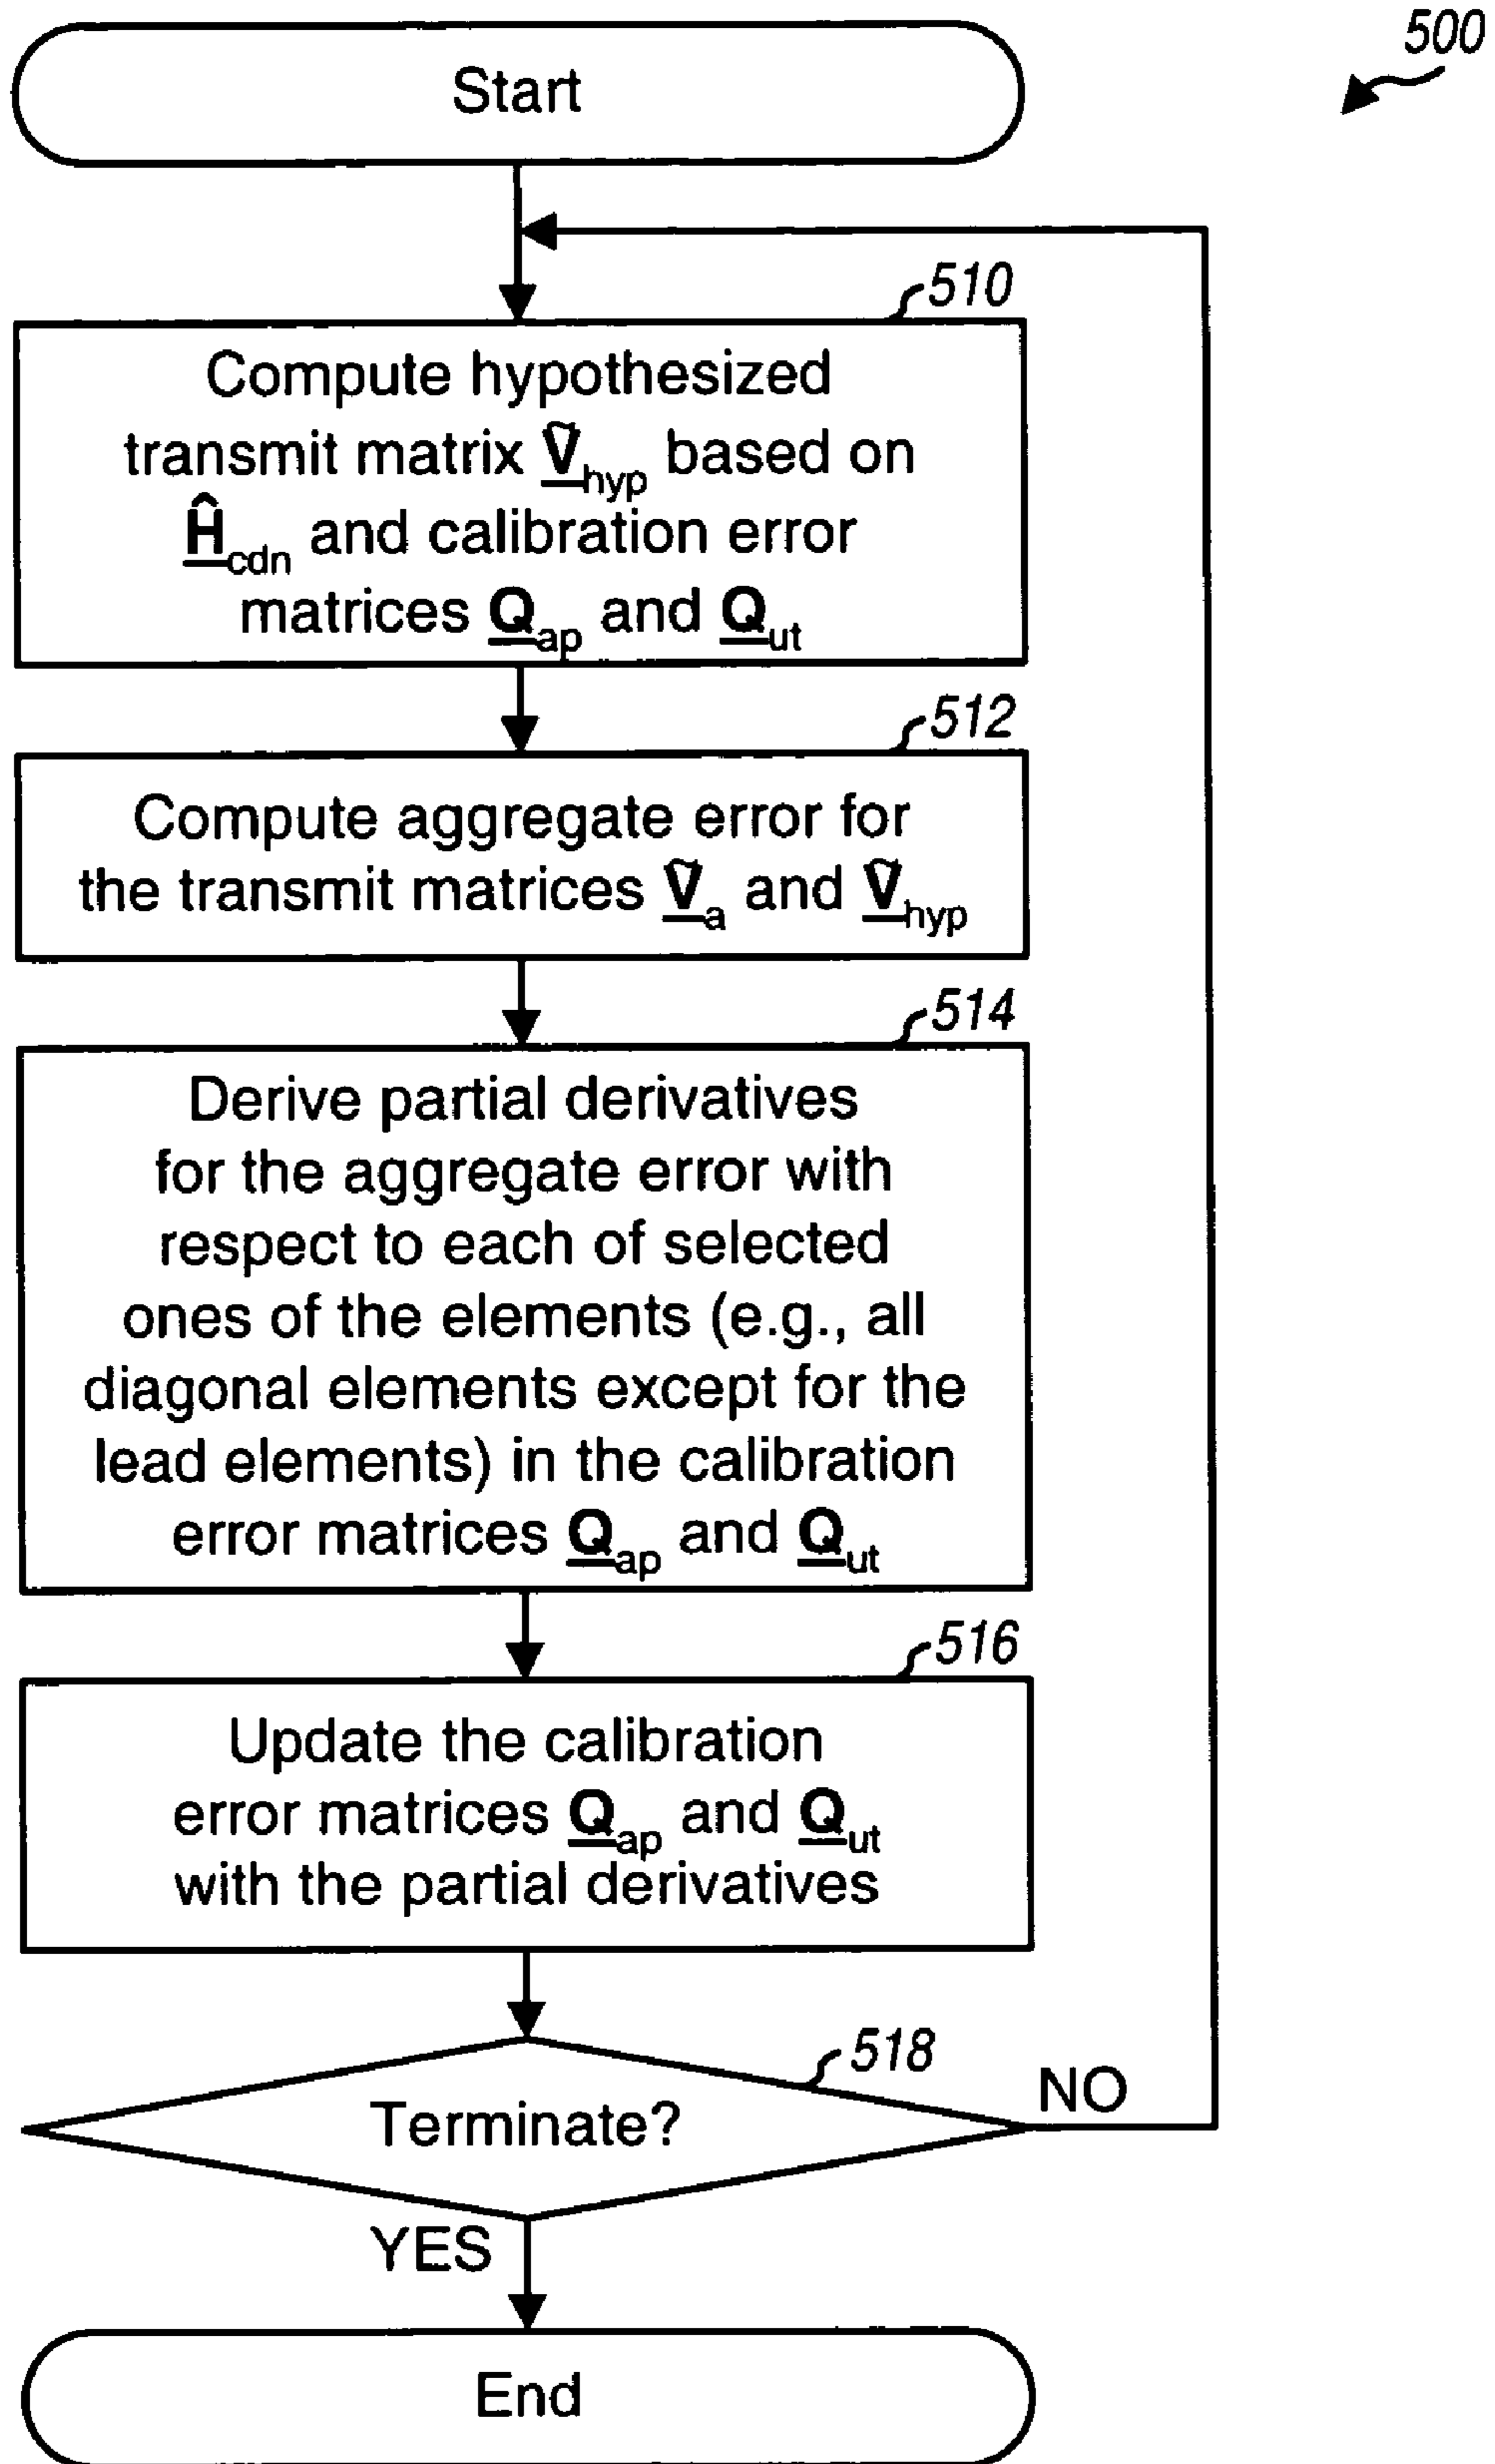 500
Start
510
Compute hypothesized
transmit matrix Ṽhyp based on
Ĥcdn and calibration error
matrices Qap and Qut
512
Compute aggregate error for
the transmit matrices Ṽa and Ṽhyp
514
Derive partial derivatives
for the aggregate error with
respect to each of selected
ones of the elements (e.g., all
diagonal elements except for the
lead elements) in the calibration
error matrices Qap and Qut
516
Update the calibration
error matrices Qap and Qut
with the partial derivatives
518
Terminate?
NO
YES
End